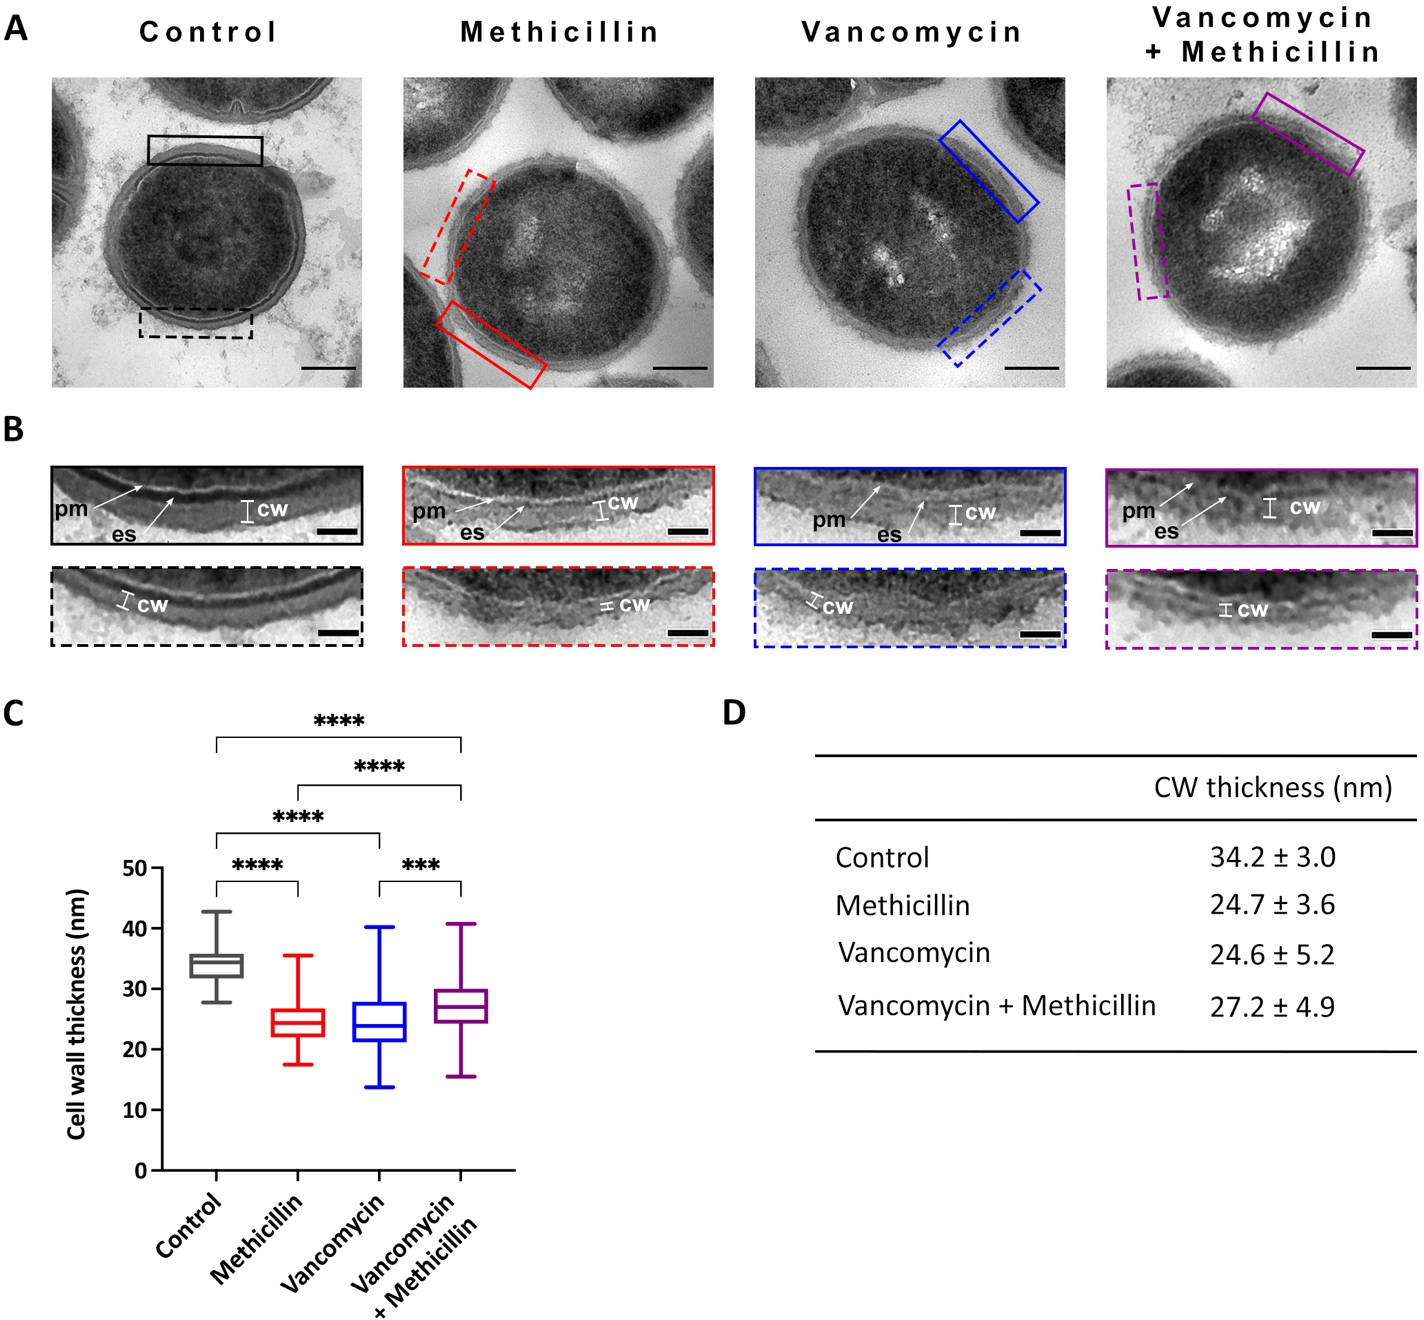 A
Control
Methicillin
Vancomycin
Vancomycin
+ Methicillin
B
pm
es
cw
pm
es
cw
pm
es
cw
pm
es
cw
cw
cw
cw
cw
C
****
****
****
****
***
Cell wall thickness (nm)
50
40
30
20
10
0
Control
Methicillin
Vancomycin
Vancomycin
+ Methicillin
D
CW thickness (nm)
Control 34.2 ± 3.0
Methicillin 24.7 ± 3.6
Vancomycin 24.6 ± 5.2
Vancomycin + Methicillin 27.2 ± 4.9